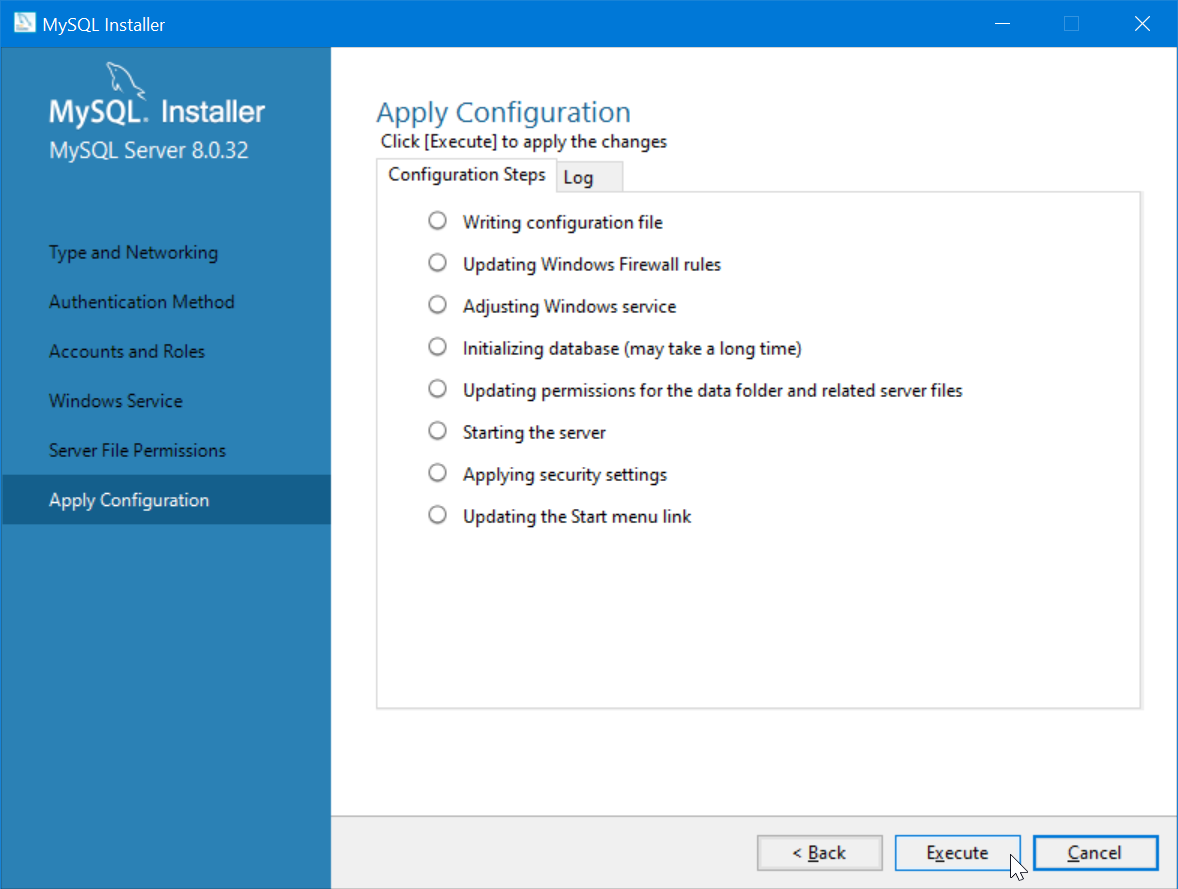 MySQL Installer
MySQL. Installer
MySQL Server 8.0.32
Type and Networking
Authentication Method
Accounts and Roles
Windows Service
Server File Permissions
Apply Configuration
Apply Configuration
Click [Execute] to apply the changes
Configuration Steps
Log
Writing configuration file
Updating Windows Firewall rules
Adjusting Windows service
Initializing database (may take a long time)
Updating permissions for the data folder and related server files
Starting the server
Applying security settings
Updating the Start menu link
< Back
Execute
Cancel